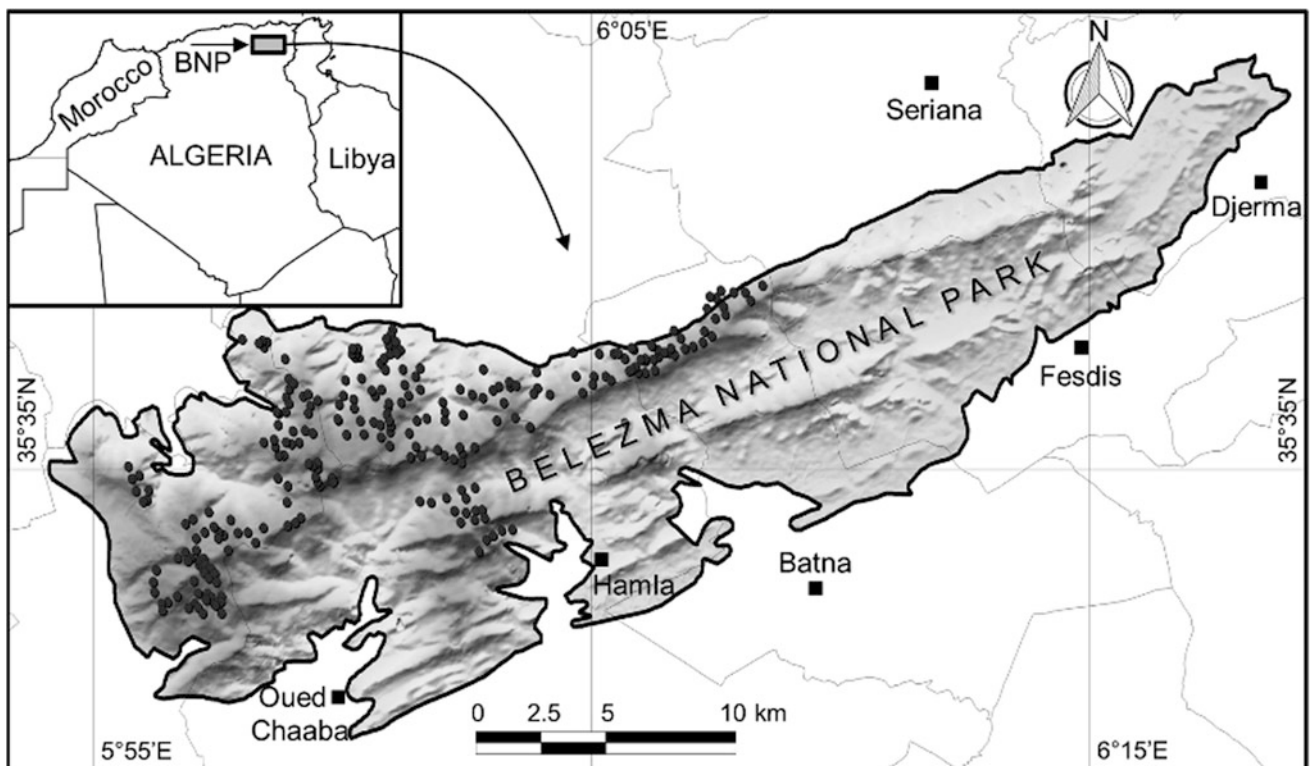 6°05'E
N
BNP
Morocco
ALGERIA
Libya
Seriana
Djerma
BELEZMA NATIONAL PARK
Fesdis
35°35'N
35°35'N
Batna
Hamla
Oued
Chaaba
0 2.5 5 10 km
5°55'E
6°15'E